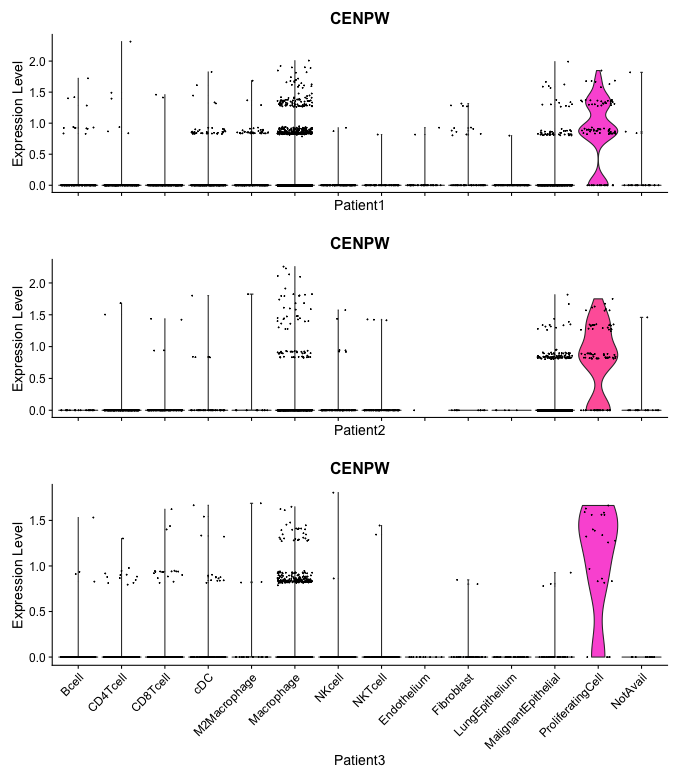 CENPW
Expression Level
2.0
1.5
1.0
0.5
0.0
Patient1
CENPW
Expression Level
2.0
1.5
1.0
0.5
0.0
Patient2
CENPW
Expression Level
1.5
1.0
0.5
0.0
Bcell
CD4Tcell
CD8Tcell
cDC
M2Macrophage
Macrophage
NKcell
NKTcell
Endothelium
Fibroblast
LungEpithelium
MalignantEpithelial
ProliferatingCell
NotAvail
Patient3